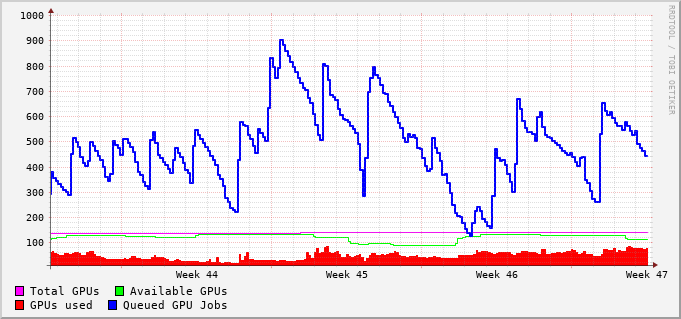 1000
900
800
700
600
500
400
300
200
100
Week 44 Week 45 Week 46 Week 47
Total GPUs Available GPUs
GPUs used Queued GPU Jobs
RRDTOOL / TOBI OETIKER